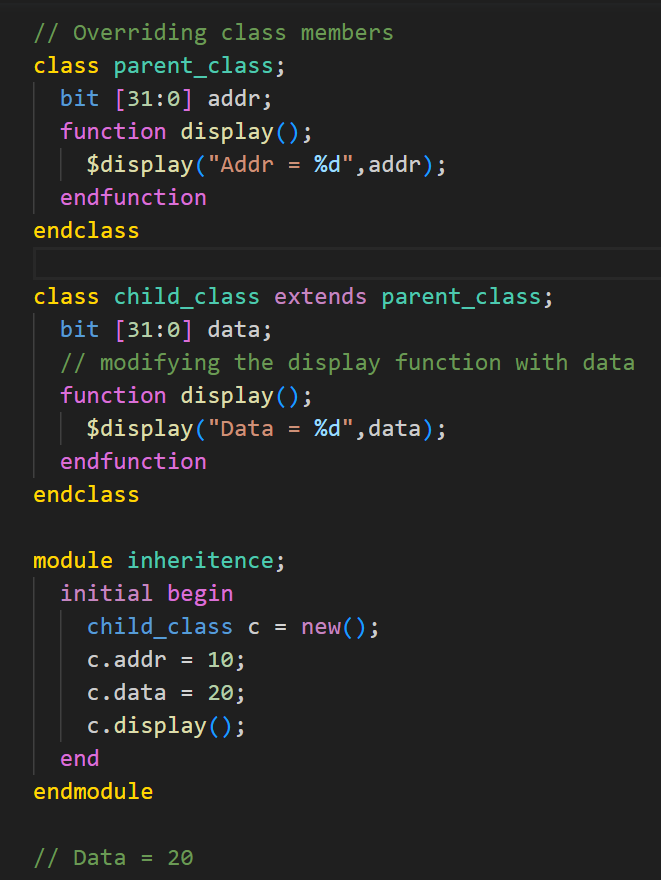 // Overriding class members
class parent_class;
  bit [31:0] addr;
  function display();
    $display("Addr = %d",addr);
  endfunction
endclass

class child_class extends parent_class;
  bit [31:0] data;
  // modifying the display function with data
  function display();
    $display("Data = %d",data);
  endfunction
endclass

module inheritence;
  initial begin
    child_class c = new();
    c.addr = 10;
    c.data = 20;
    c.display();
  end
endmodule

// Data = 20